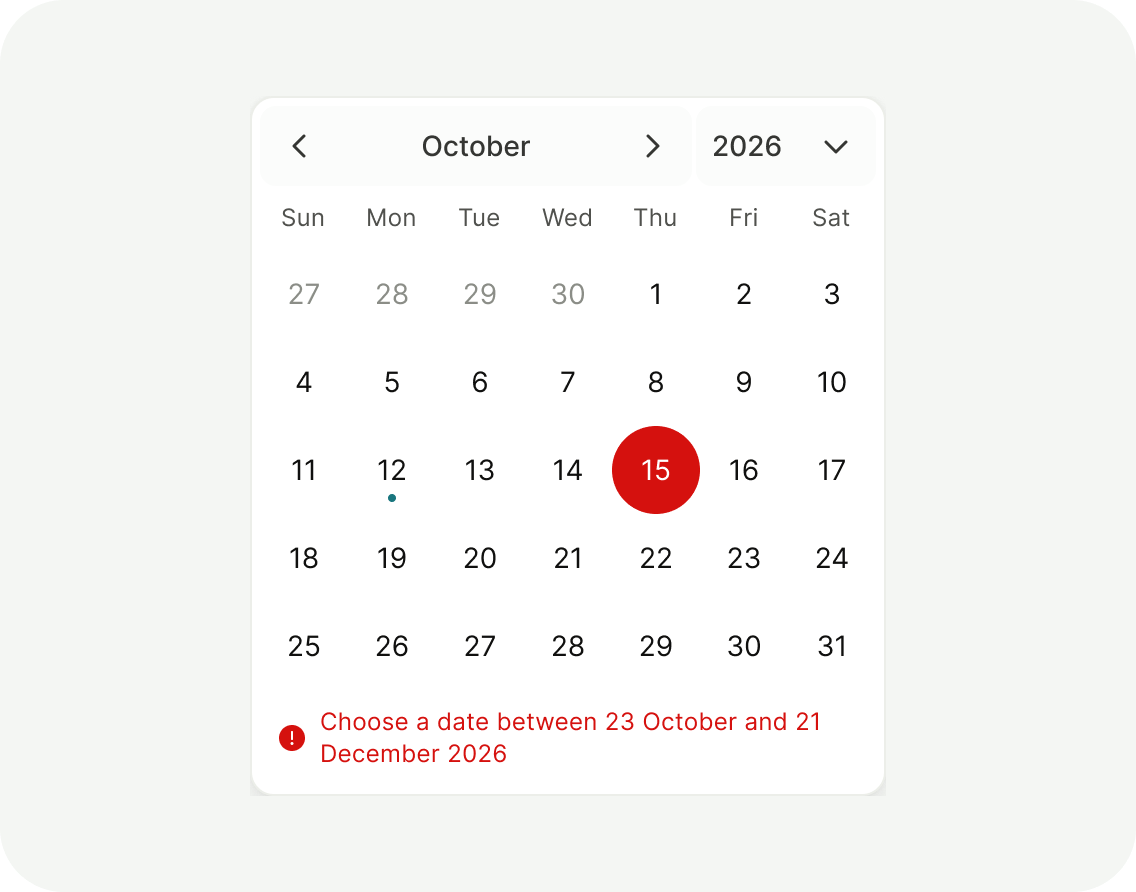 October 2026
Sun Mon Tue Wed Thu Fri Sat
27 28 29 30 1 2 3
4 5 6 7 8 9 10
11 12 13 14 15 16 17
18 19 20 21 22 23 24
25 26 27 28 29 30 31
Choose a date between 23 October and 21
December 2026